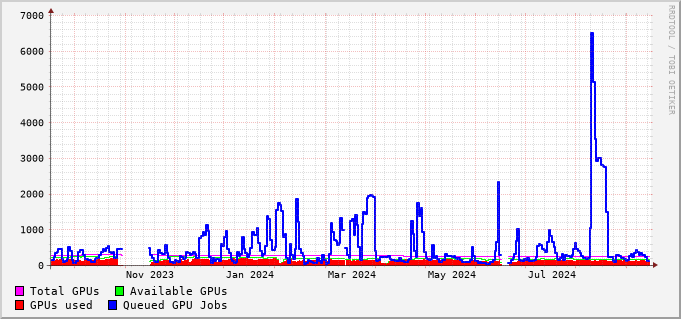 7000
6000
5000
4000
3000
2000
1000
0
Nov 2023 Jan 2024 Mar 2024 May 2024 Jul 2024
Total GPUs Available GPUs
GPUs used Queued GPU Jobs
RRDTOOL / TOBI OETIKER